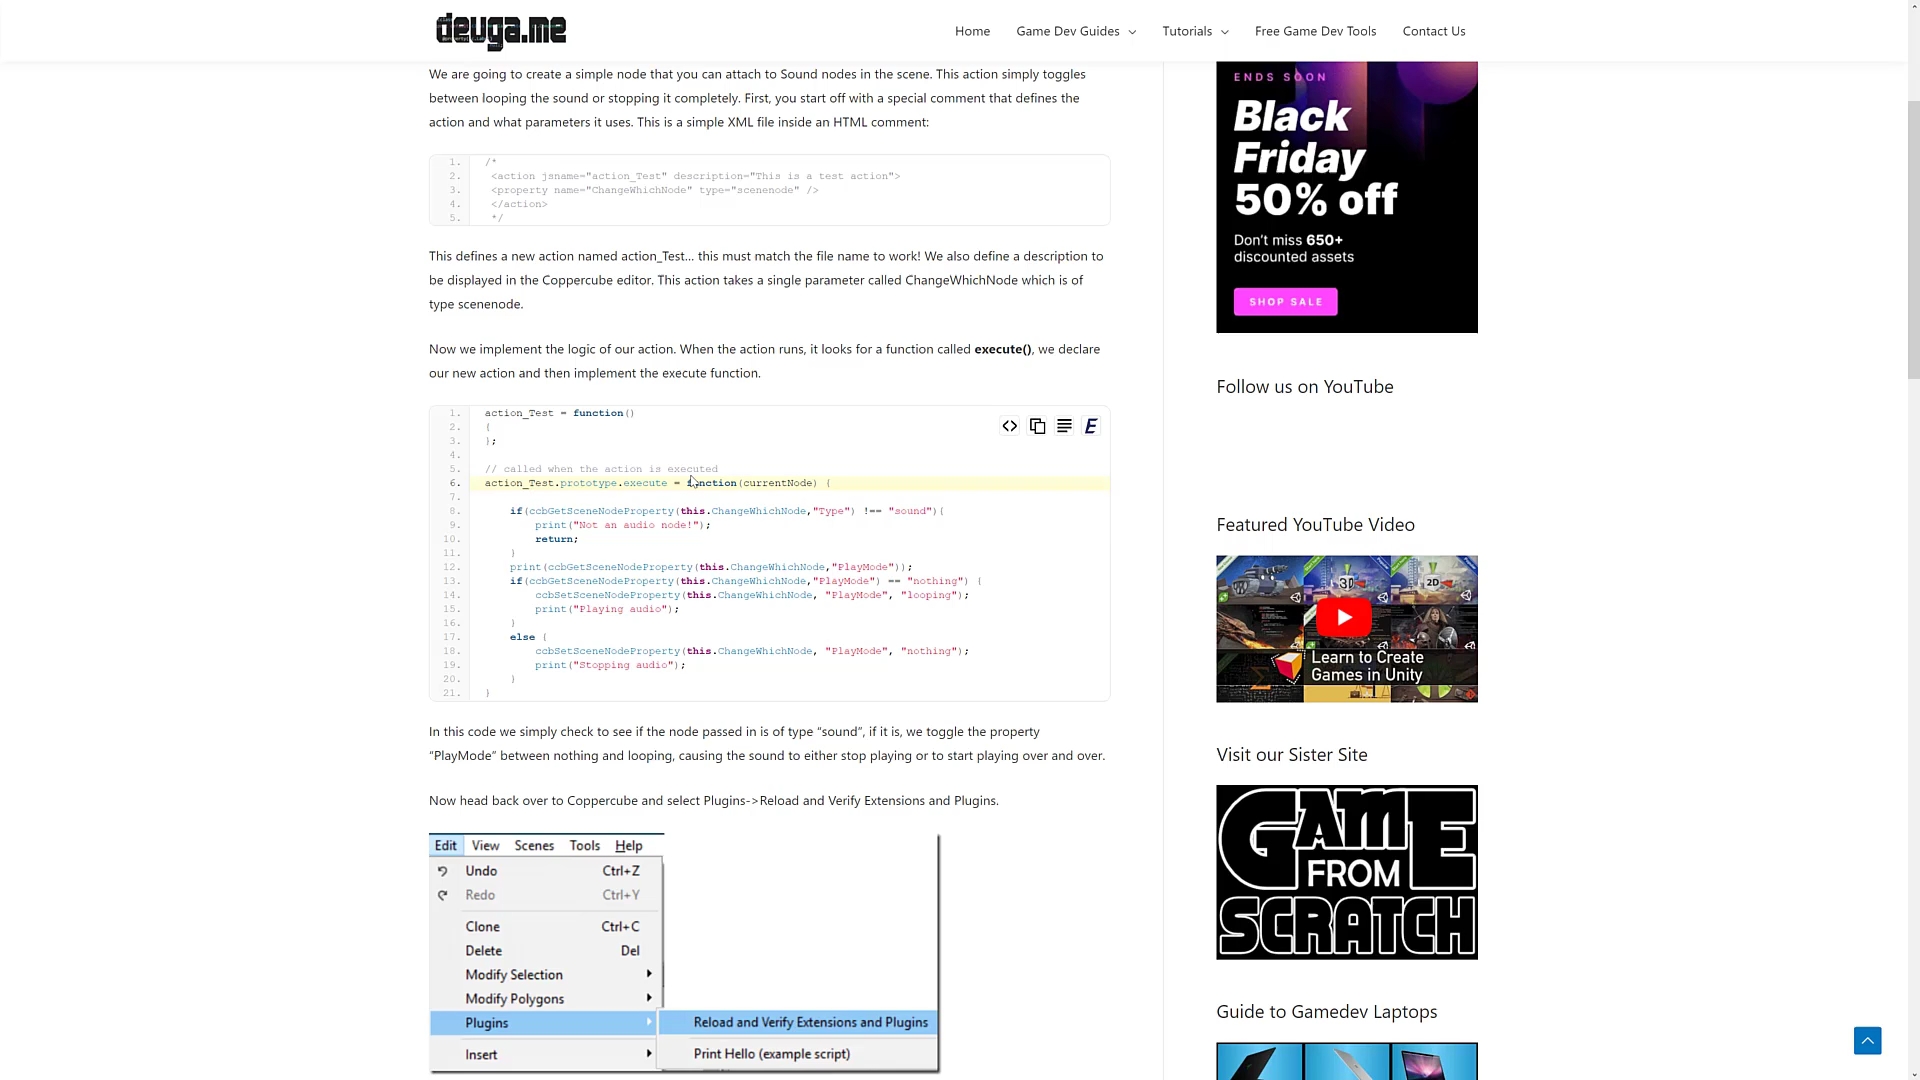 devga.me
Home
Game Dev Guides
Tutorials
Free Game Dev Tools
Contact Us
We are going to create a simple node that you can attach to Sound nodes in the scene. This action simply toggles
between looping the sound or stopping it completely. First, you start off with a special comment that defines the
action and what parameters it uses. This is a simple XML file inside an HTML comment:
1. /*
2. <action jsname="action_Test" description="This is a test action">
3. <property name="ChangeWhichNode" type="scenenode" />
4. </action>
5. */
This defines a new action named action_Test… this must match the file name to work! We also define a description to
be displayed in the Coppercube editor. This action takes a single parameter called ChangeWhichNode which is of
type scenenode.
Now we implement the logic of our action. When the action runs, it looks for a function called execute(), we declare
our new action and then implement the execute function.
1. action_Test = function()
2. {
3. };
4.
5. // called when the action is executed
6. action_Test.prototype.execute = function(currentNode) {
7.
8. if(ccbGetSceneNodeProperty(this.ChangeWhichNode,"Type") !== "sound"){
9. print("Not an audio node!");
10. return;
11. }
12. print(ccbGetSceneNodeProperty(this.ChangeWhichNode,"PlayMode"));
13. if(ccbGetSceneNodeProperty(this.ChangeWhichNode,"PlayMode") == "nothing") {
14. ccbSetSceneNodeProperty(this.ChangeWhichNode, "PlayMode", "looping");
15. print("Playing audio");
16. }
17. else {
18. ccbSetSceneNodeProperty(this.ChangeWhichNode, "PlayMode", "nothing");
19. print("Stopping audio");
20. }
21. }
In this code we simply check to see if the node passed in is of type “sound”, if it is, we toggle the property
“PlayMode” between nothing and looping, causing the sound to either stop playing or to start playing over and over.
Now head back over to Coppercube and select Plugins->Reload and Verify Extensions and Plugins.
Edit View Scenes Tools Help
Undo Ctrl+Z
Redo Ctrl+Y
Clone Ctrl+C
Delete Del
Modify Selection
Modify Polygons
Plugins
Reload and Verify Extensions and Plugins
Insert
Print Hello (example script)
ENDS SOON
Black
Friday
50% off
Don't miss 650+
discounted assets
SHOP SALE
Follow us on YouTube
Featured YouTube Video
3D
2D
Learn to Create
Games in Unity
Visit our Sister Site
GAME
FROM
SCRATCH
Guide to Gamedev Laptops